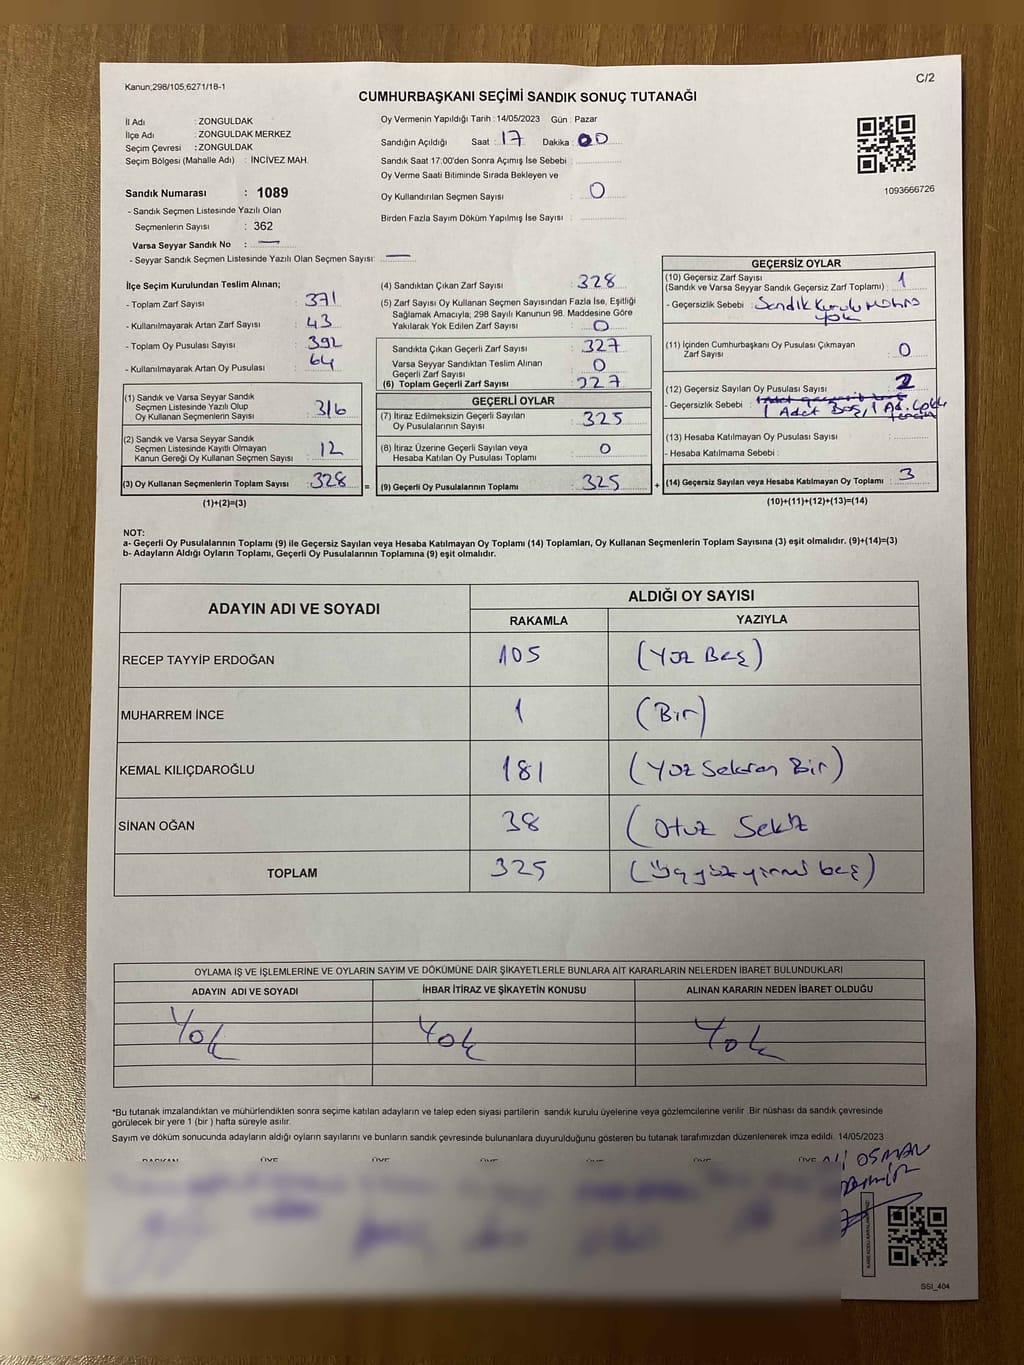 Kanun;298/105;6271/18-1
C/2
CUMHURBAŞKANI SEÇİMİ SANDIK SONUÇ TUTANAĞI
İl Adı : ZONGULDAK
İlçe Adı : ZONGULDAK MERKEZ
Seçim Çevresi : ZONGULDAK
Seçim Bölgesi (Mahalle Adı) : İNCİVEZ MAH.
Sandık Numarası : 1089
- Sandık Seçmen Listesinde Yazılı Olan
Seçmenlerin Sayısı : 362
Varsa Seyyar Sandık No : —
- Seyyar Sandık Seçmen Listesinde Yazılı Olan Seçmen Sayısı: —
Oy Vermenin Yapıldığı Tarih : 14/05/2023 Gün : Pazar
Sandığın Açıldığı Saat : 17 Dakika : 00
Sandık Saat 17:00'den Sonra Açımış İse Sebebi :
Oy Verme Saati Bitiminde Sırada Bekleyen ve
Oy Kullandırılan Seçmen Sayısı : 0
Birden Fazla Sayım Döküm Yapılmış İse Sayısı :
1093666726
İlçe Seçim Kurulundan Teslim Alınan;
- Toplam Zarf Sayısı : 371
- Kullanılmayarak Artan Zarf Sayısı : 43
- Toplam Oy Pusulası Sayısı : 392
- Kullanılmayarak Artan Oy Pusulası : 64
(1) Sandık ve Varsa Seyyar Sandık
Seçmen Listesinde Yazılı Olup
Oy Kullanan Seçmenlerin Sayısı : 316
(2) Sandık ve Varsa Seyyar Sandık
Seçmen Listesinde Kayıtlı Olmayan
Kanun Gereği Oy Kullanan Seçmen Sayısı : 12
(3) Oy Kullanan Seçmenlerin Toplam Sayısı : 328 =
(1)+(2)=(3)
(4) Sandıktan Çıkan Zarf Sayısı : 328
(5) Zarf Sayısı Oy Kullanan Seçmen Sayısından Fazla İse, Eşitliği
Sağlamak Amacıyla; 298 Sayılı Kanunun 98. Maddesine Göre
Yakılarak Yok Edilen Zarf Sayısı : 0
Sandıkta Çıkan Geçerli Zarf Sayısı : 327
Varsa Seyyar Sandıktan Teslim Alınan
Geçerli Zarf Sayısı : 0
(6) Toplam Geçerli Zarf Sayısı : 327
GEÇERLİ OYLAR
(7) İtiraz Edilmeksizin Geçerli Sayılan
Oy Pusulalarının Sayısı : 325
(8) İtiraz Üzerine Geçerli Sayılan veya
Hesaba Katılan Oy Pusulası Toplamı : 0
(9) Geçerli Oy Pusulalarının Toplamı : 325 +
GEÇERSİZ OYLAR
(10) Geçersiz Zarf Sayısı
(Sandık ve Varsa Seyyar Sandık Geçersiz Zarf Toplamı) : 1
- Geçersizlik Sebebi : Sandık Kurulu Mührü
Yok
(11) İçinden Cumhurbaşkanı Oy Pusulası Çıkmayan
Zarf Sayısı : 0
(12) Geçersiz Sayılan Oy Pusulası Sayısı : 2
- Geçersizlik Sebebi :
1 Adet Boş, 1 Ad. Çoklu
(13) Hesaba Katılmayan Oy Pusulası Sayısı :
- Hesaba Katılmama Sebebi :
(14) Geçersiz Sayılan veya Hesaba Katılmayan Oy Toplamı : 3
(10)+(11)+(12)+(13)=(14)
NOT:
a- Geçerli Oy Pusulalarının Toplamı (9) ile Geçersiz Sayılan veya Hesaba Katılmayan Oy Toplamı (14) Toplamları, Oy Kullanan Seçmenlerin Toplam Sayısına (3) eşit olmalıdır. (9)+(14)=(3)
b- Adayların Aldığı Oyların Toplamı, Geçerli Oy Pusulalarının Toplamına (9) eşit olmalıdır.
ADAYIN ADI VE SOYADI ALDIĞI OY SAYISI
RAKAMLA YAZIYLA
RECEP TAYYİP ERDOĞAN 105 (Yüz Beş)
MUHARREM İNCE 1 (Bir)
KEMAL KILIÇDAROĞLU 181 (Yüz Seksen Bir)
SİNAN OĞAN 38 (Otuz Sekiz
TOPLAM 325 (Üç yüz yirmi beş)
OYLAMA İŞ VE İŞLEMLERİNE VE OYLARIN SAYIM VE DÖKÜMÜNE DAİR ŞİKAYETLERLE BUNLARA AİT KARARLARIN NELERDEN İBARET BULUNDUKLARI
ADAYIN ADI VE SOYADI İHBAR İTİRAZ VE ŞİKAYETİN KONUSU ALINAN KARARIN NEDEN İBARET OLDUĞU
Yok Yok Yok
*Bu tutanak imzalandıktan ve mühürlendikten sonra seçime katılan adayların ve talep eden siyasi partilerin sandık kurulu üyelerine veya gözlemcilerine verilir .Bir nüshası da sandık çevresinde
görülecek bir yere 1 (bir ) hafta süreyle asılır.
Sayım ve döküm sonucunda adayların aldığı oyların sayılarını ve bunların sandık çevresinde bulunanlara duyurulduğunu gösteren bu tutanak tarafımızdan düzenlenerek imza edildi. 14/05/2023
BAŞKAN ÜYE ÜYE ÜYE ÜYE ÜYE ÜYE Ali OSMAN
SSI_404